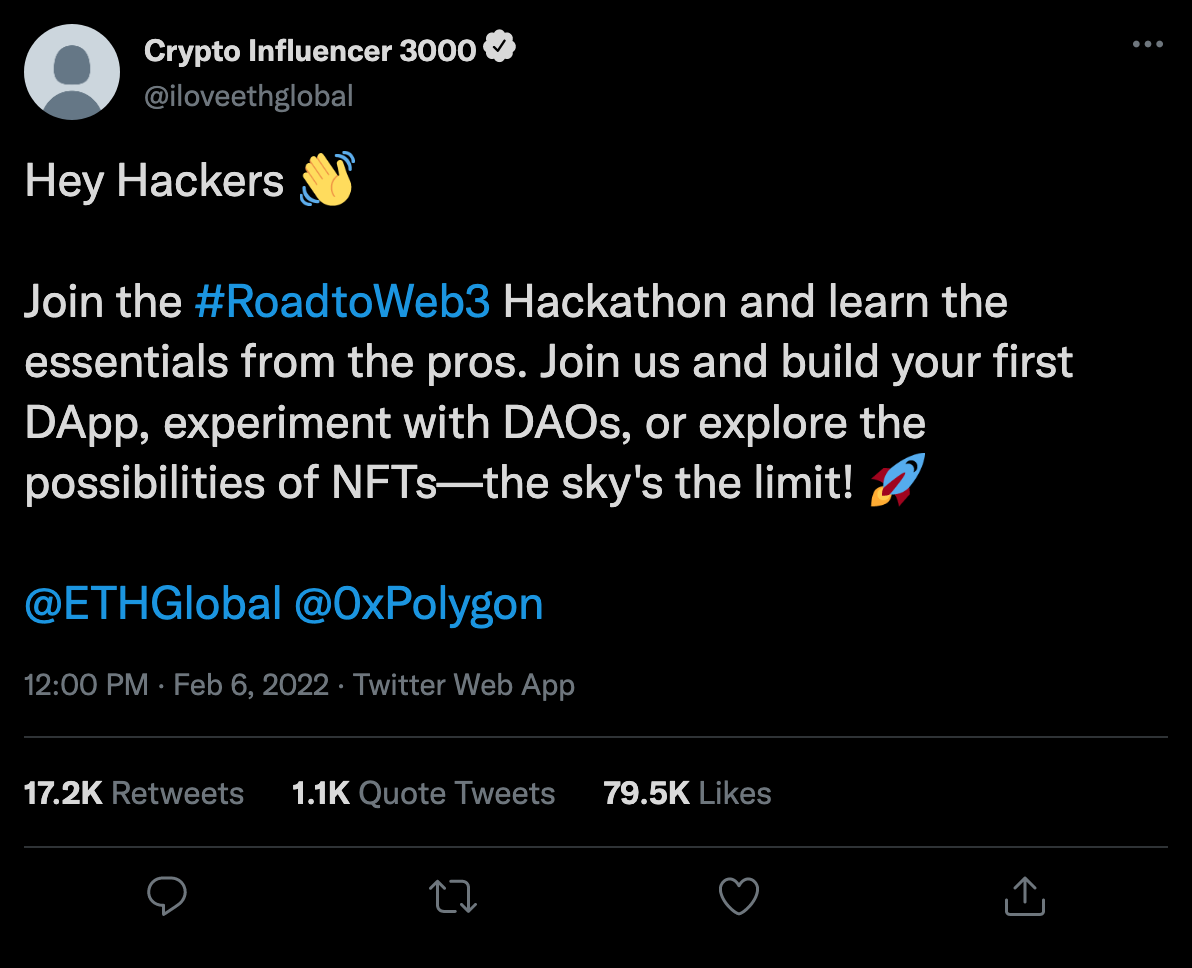 Crypto Influencer 3000
@iloveethglobal
Hey Hackers 👋
Join the #RoadtoWeb3 Hackathon and learn the
essentials from the pros. Join us and build your first
DApp, experiment with DAOs, or explore the
possibilities of NFTs—the sky's the limit! 🚀
@ETHGlobal @0xPolygon
12:00 PM · Feb 6, 2022 · Twitter Web App
17.2K Retweets 1.1K Quote Tweets 79.5K Likes